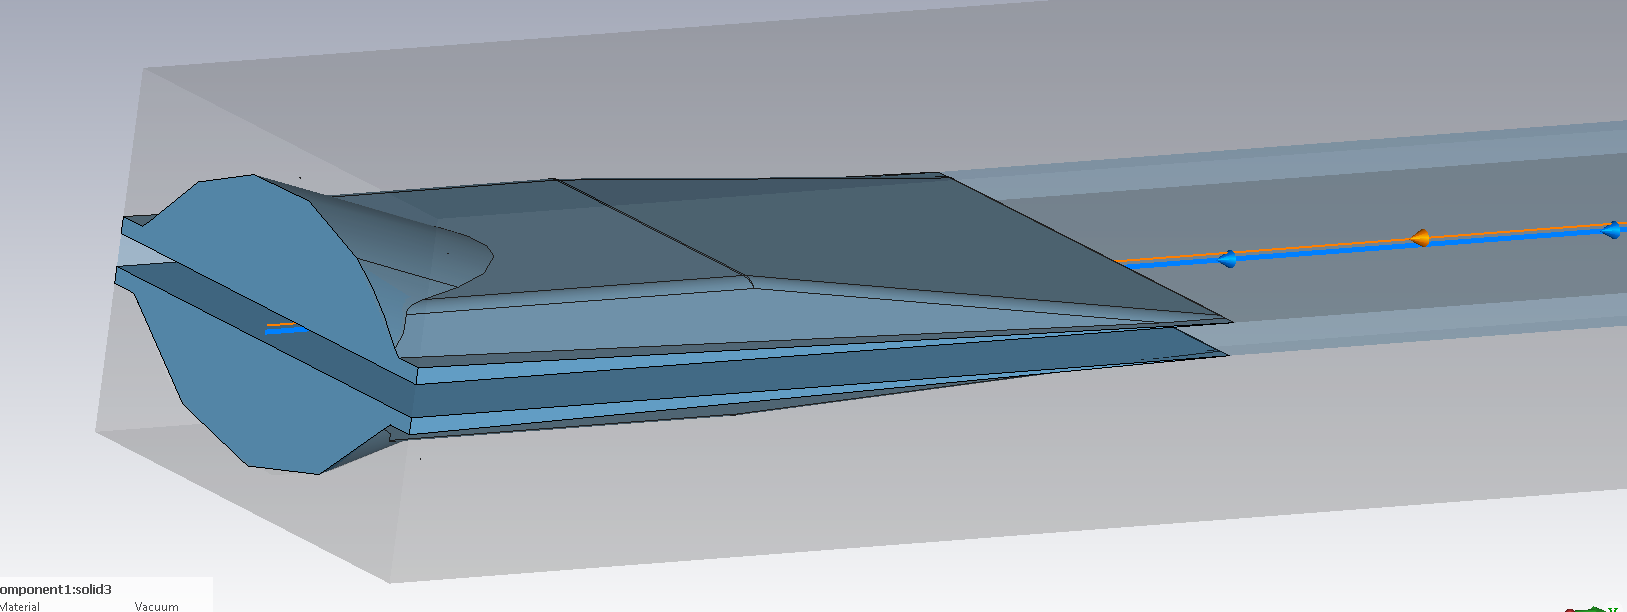 omponent1:solid3
Material Vacuum
Y